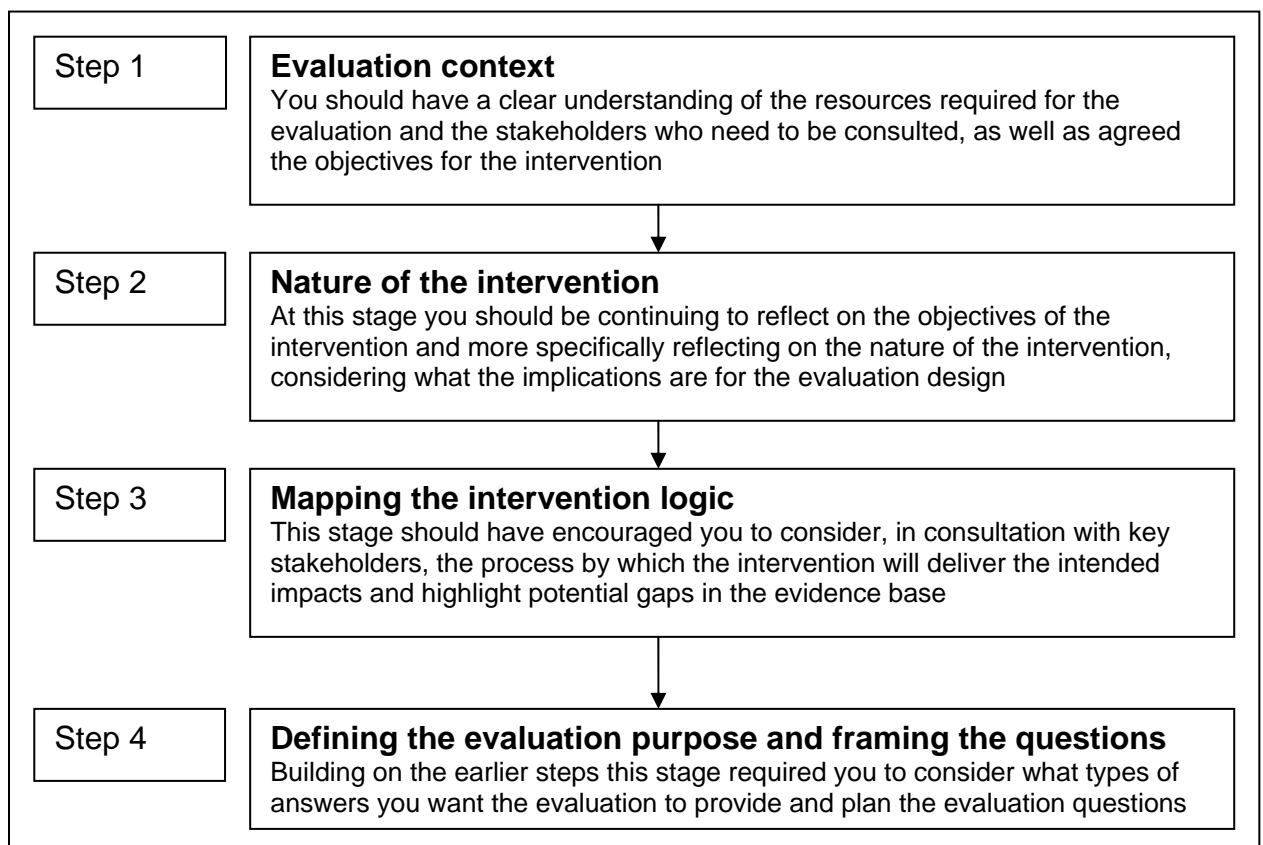 Step 1
Evaluation context
You should have a clear understanding of the resources required for the
evaluation and the stakeholders who need to be consulted, as well as agreed
the objectives for the intervention
Step 2
Nature of the intervention
At this stage you should be continuing to reflect on the objectives of the
intervention and more specifically reflecting on the nature of the intervention,
considering what the implications are for the evaluation design
Step 3
Mapping the intervention logic
This stage should have encouraged you to consider, in consultation with key
stakeholders, the process by which the intervention will deliver the intended
impacts and highlight potential gaps in the evidence base
Step 4
Defining the evaluation purpose and framing the questions
Building on the earlier steps this stage required you to consider what types of
answers you want the evaluation to provide and plan the evaluation questions